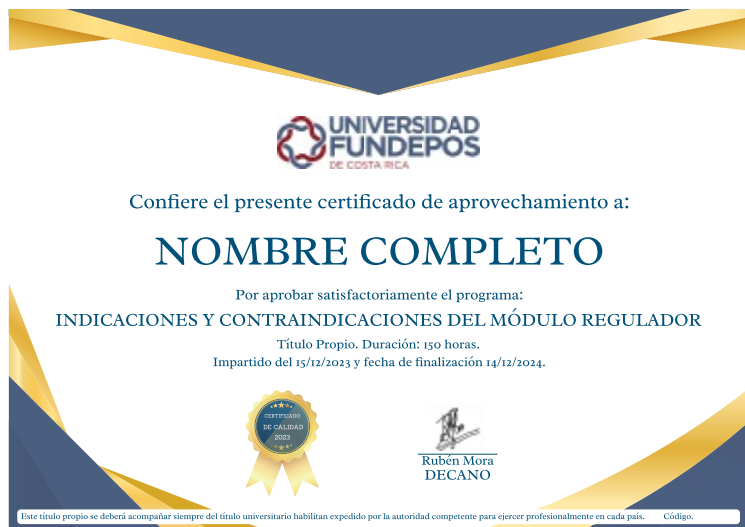 UNIVERSIDAD
FUNDEPOS
DE COSTA RICA
Confiere el presente certificado de aprovechamiento a:
NOMBRE COMPLETO
Por aprobar satisfactoriamente el programa:
INDICACIONES Y CONTRAINDICACIONES DEL MÓDULO REGULADOR
Título Propio. Duración: 150 horas.
Impartido del 15/12/2023 y fecha de finalización 14/12/2024.
CERTIFICADO
DE CALIDAD
2023
Rubén Mora
DECANO
Este título propio se deberá acompañar siempre del título universitario habilitan expedido por la autoridad competente para ejercer profesionalmente en cada país. Código.